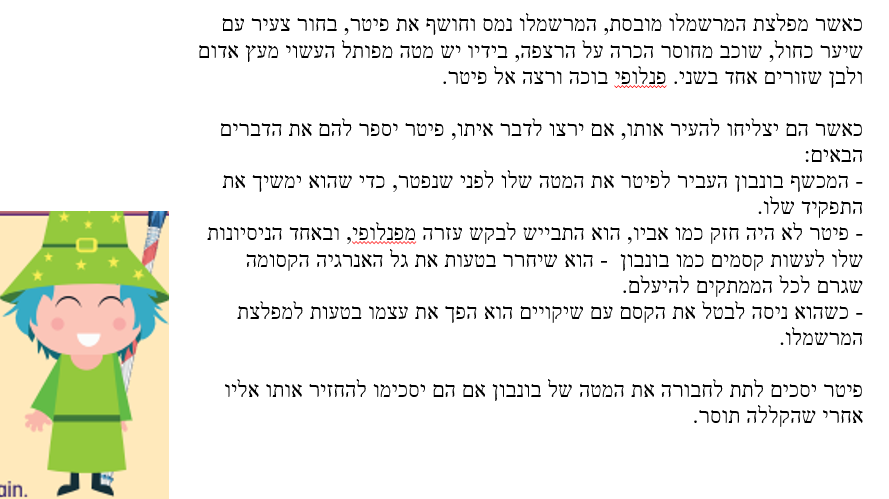 כאשר מפלצת המרשמלו מובסת, המרשמלו נמס וחושף את פיטר, בחור צעיר עם
שיער כחול, שוכב מחוסר הכרה על הרצפה, בידיו יש מטה מפותל העשוי מעץ אדום
ולבן שזורים אחד בשני. פנלופי בוכה ורצה אל פיטר.
כאשר הם יצליחו להעיר אותו, אם ירצו לדבר איתו, פיטר יספר להם את הדברים
הבאים:
- המכשף בונבון העביר לפיטר את המטה שלו לפני שנפטר, כדי שהוא ימשיך את
התפקיד שלו.
- פיטר לא היה חזק כמו אביו, הוא התבייש לבקש עזרה מפנלופי, ובאחד הניסיונות
שלו לעשות קסמים כמו בונבון - הוא שיחרר בטעות את גל האנרגיה הקסומה
שגרם לכל הממתקים להיעלם.
- כשהוא ניסה לבטל את הקסם עם שיקויים הוא הפך את עצמו בטעות למפלצת
המרשמלו.
פיטר יסכים לתת לחבורה את המטה של בונבון אם הם יסכימו להחזיר אותו אליו
אחרי שהקללה תוסר.
ain.